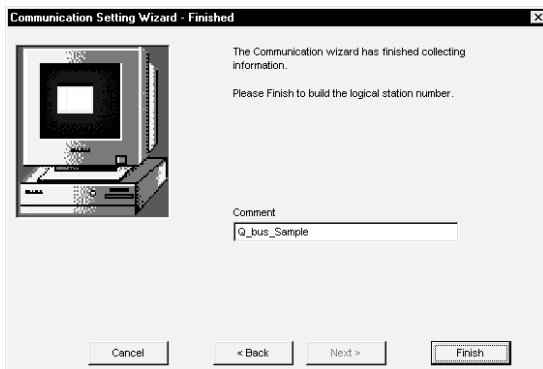 Communication Setting Wizard - Finished
The Communication wizard has finished collecting
information.
Please Finish to build the logical station number.
Comment
Q_bus_Sample
Cancel
< Back
Next >
Finish